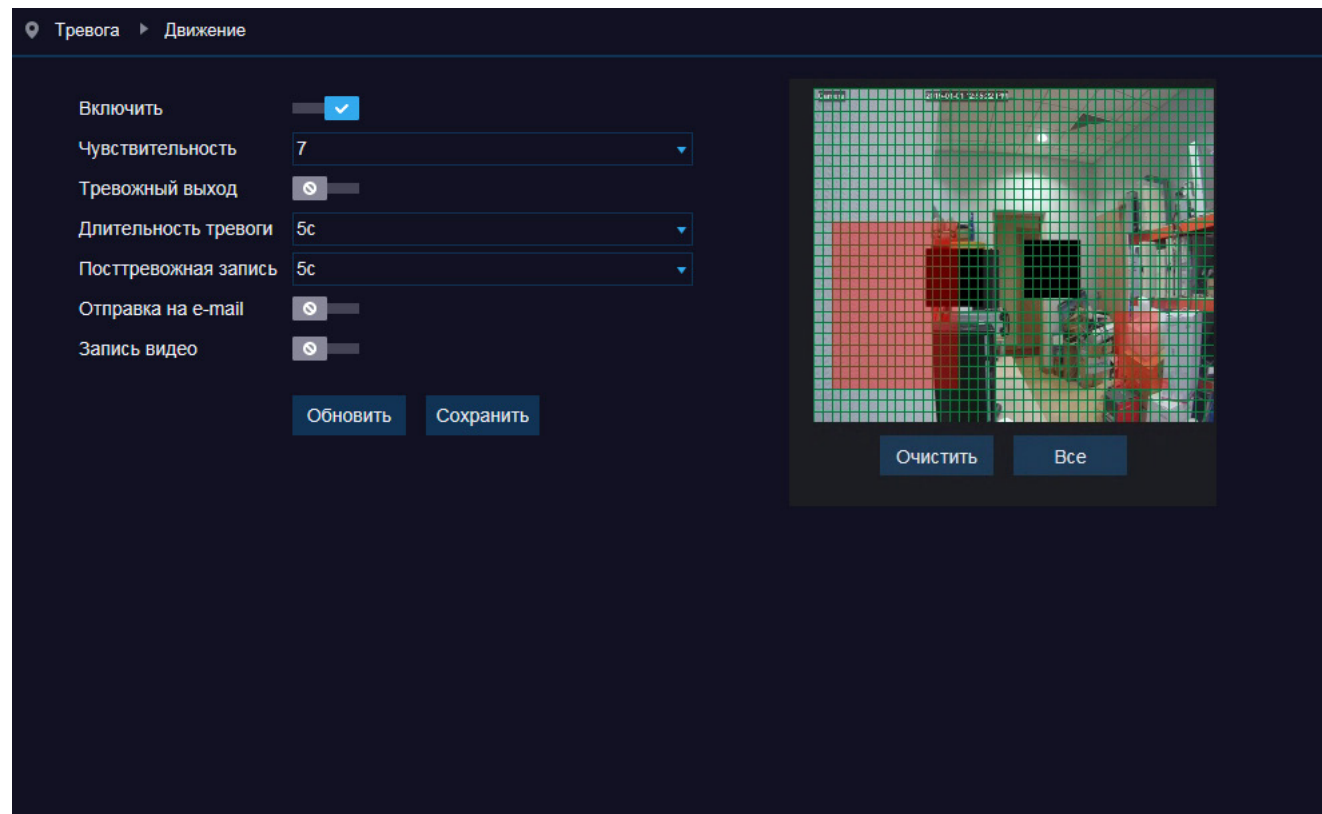 Тревога Движение
Включить
Чувствительность 7
Тревожный выход
Длительность тревоги 5с
Посттревожная запись 5с
Отправка на e-mail
Запись видео
Обновить Сохранить
Camera
Очистить Все